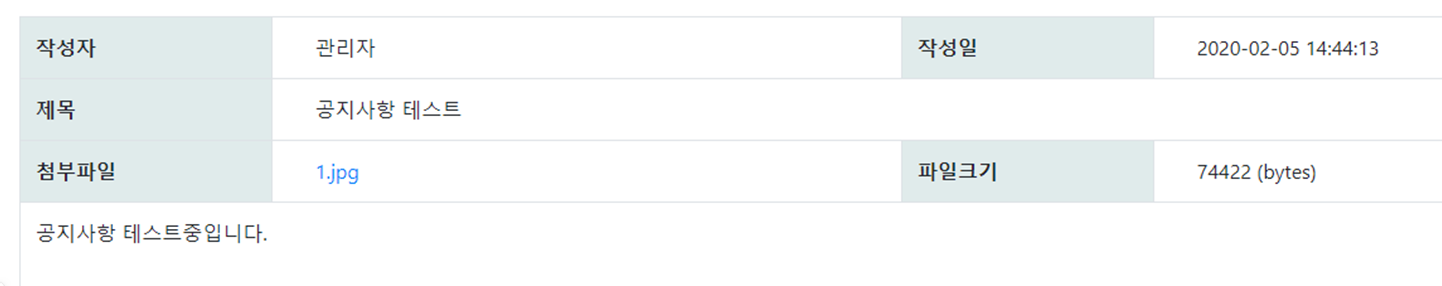 작성자 관리자 작성일 2020-02-05 14:44:13
제목 공지사항 테스트
첨부파일 1.jpg 파일크기 74422 (bytes)
공지사항 테스트중입니다.